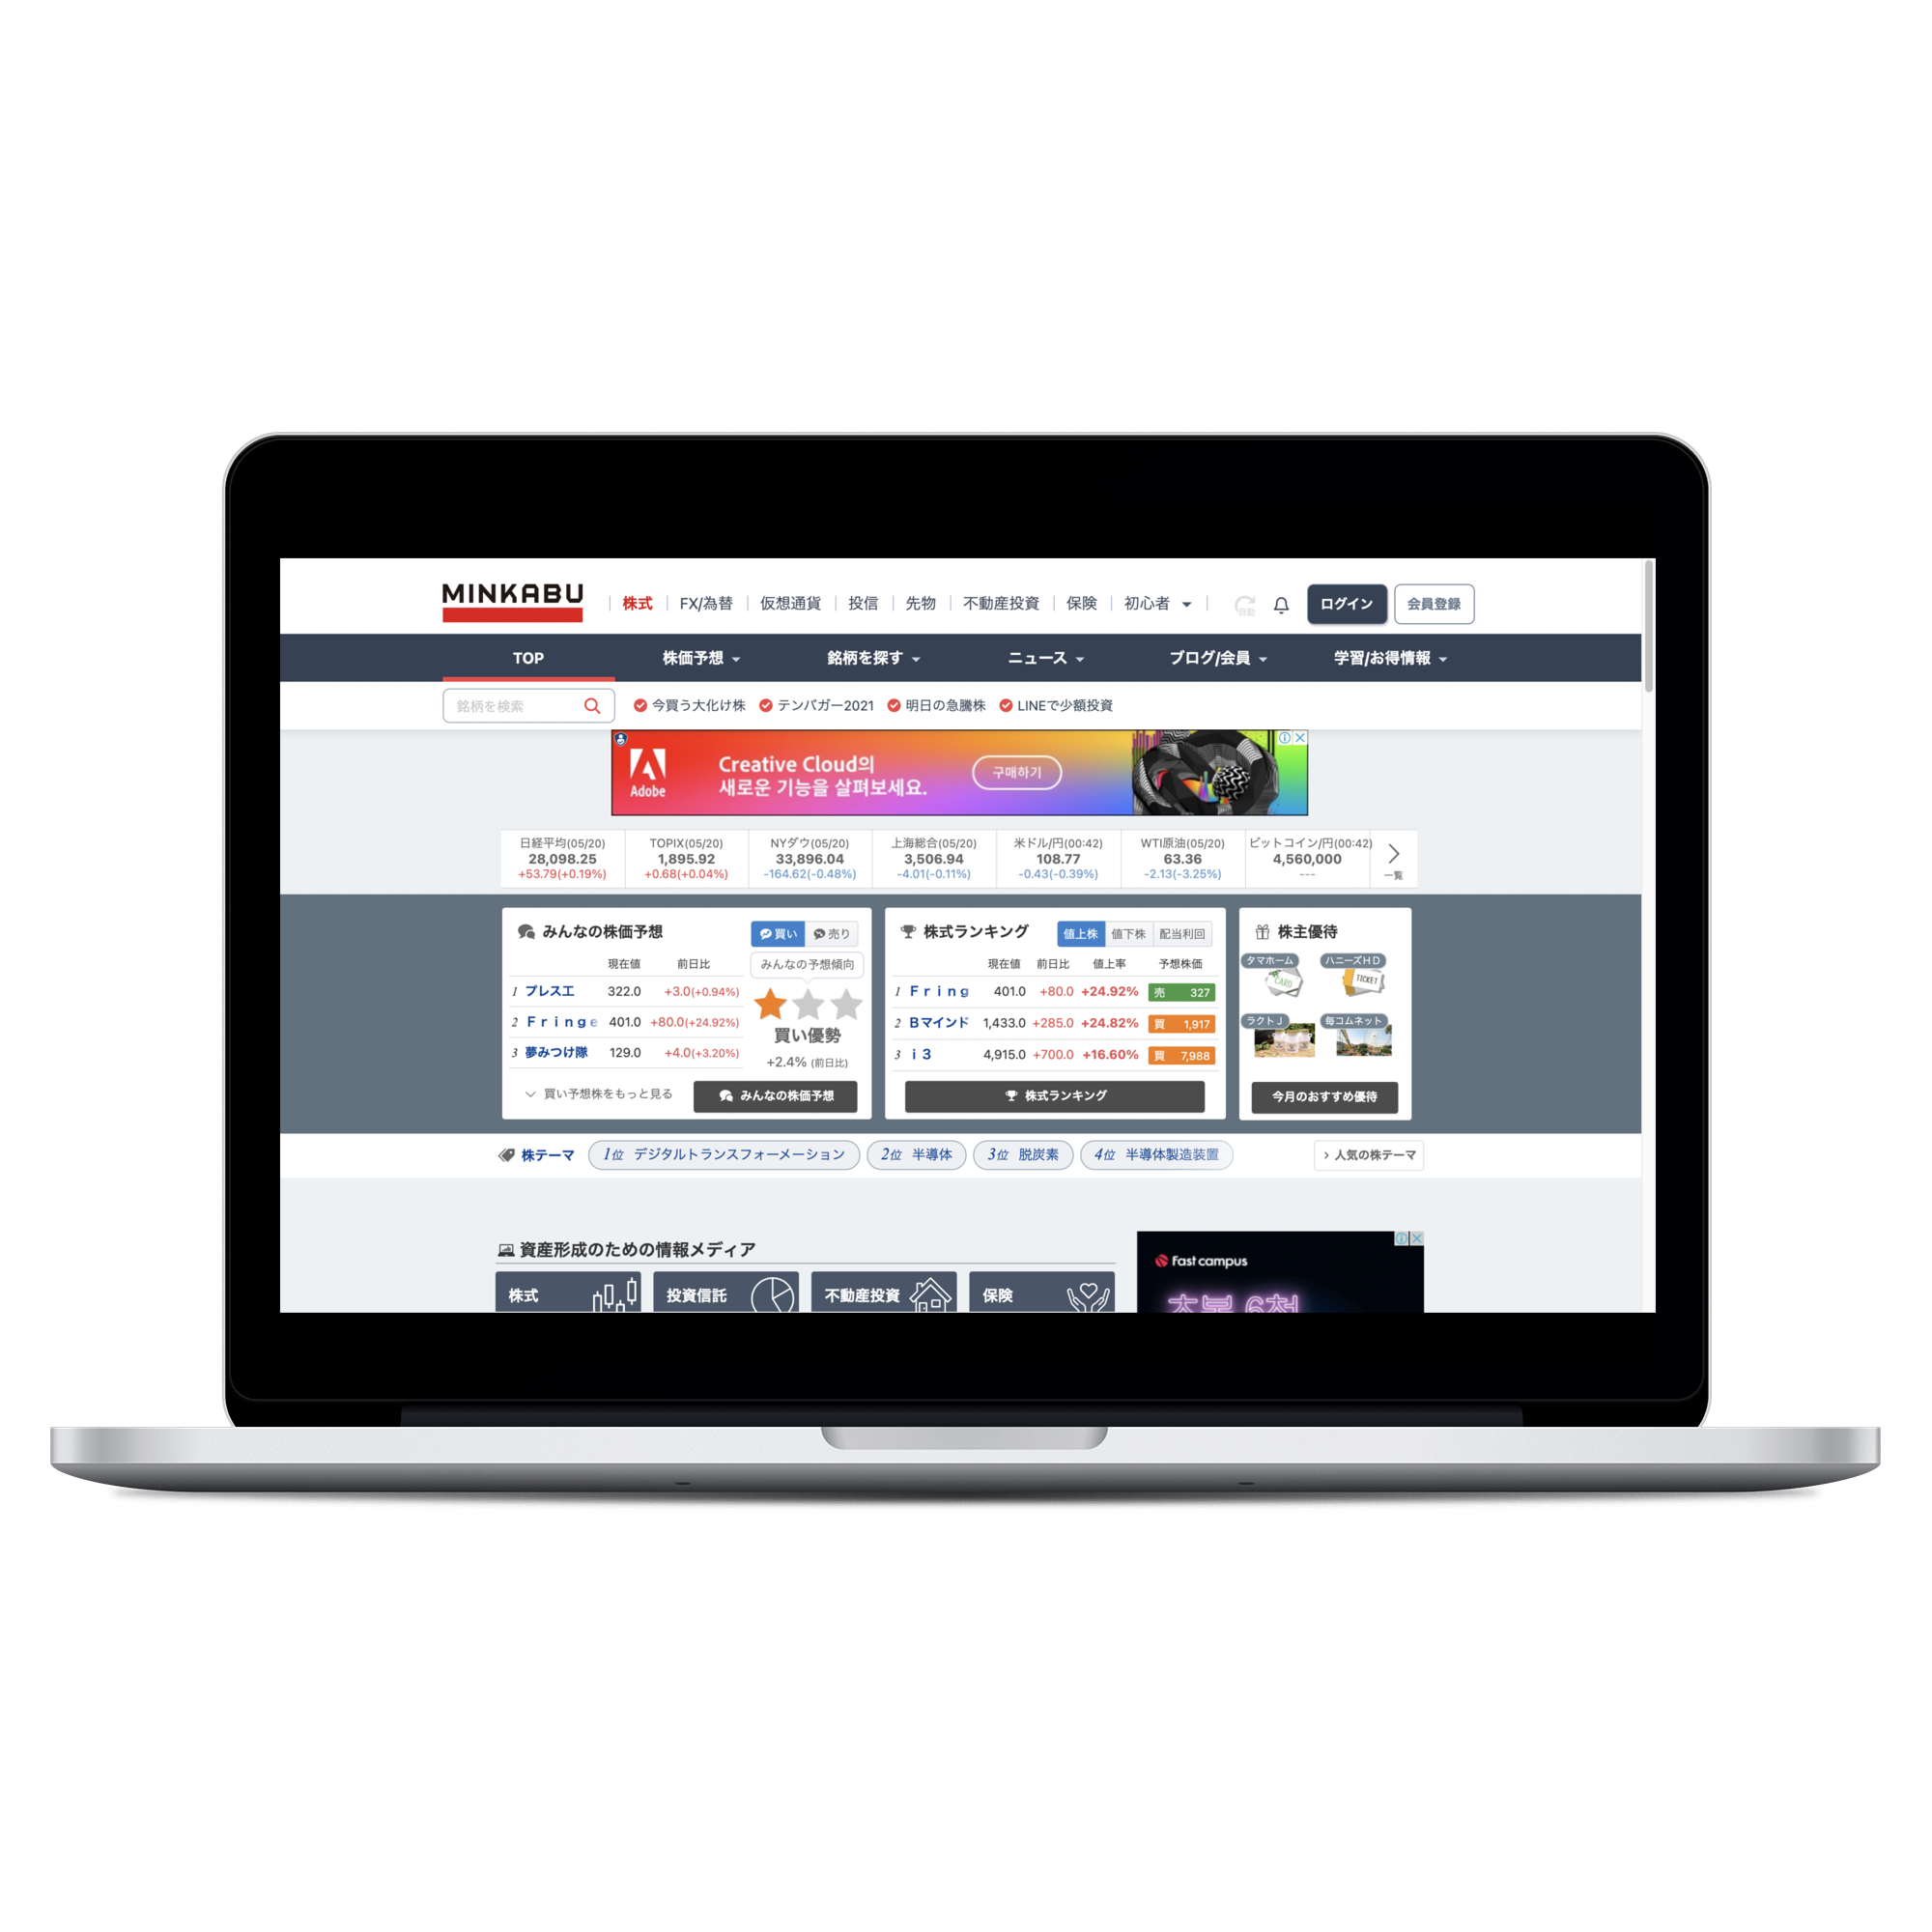 MINKABU
株式 FX/為替 仮想通貨 投信 先物 不動産投資 保険 初心者 自動 ログイン 会員登録
TOP 株価予想 銘柄を探す ニュース ブログ/会員 学習/お得情報
銘柄を検索 今買う大化け株 テンバガー2021 明日の急騰株 LINEで少額投資
Adobe
Creative Cloud의
새로운 기능을 살펴보세요.
구매하기
日経平均(05/20) TOPIX(05/20) NYダウ(05/20) 上海総合(05/20) 米ドル/円(00:42) WTI原油(05/20) ビットコイン/円(00:42)
28,098.25 1,895.92 33,896.04 3,506.94 108.77 63.36 4,560,000
+53.79(+0.19%) +0.68(+0.04%) -164.62(-0.48%) -4.01(-0.11%) -0.43(-0.39%) -2.13(-3.25%) --- 一覧
みんなの株価予想 買い 売り
現在値 前日比 みんなの予想傾向
1 プレス工 322.0 +3.0(+0.94%)
2 Ｆｒｉｎｇｅ 401.0 +80.0(+24.92%)
3 夢みつけ隊 129.0 +4.0(+3.20%)
買い優勢
+2.4% (前日比)
買い予想株をもっと見る みんなの株価予想
株式ランキング 値上株 値下株 配当利回
現在値 前日比 値上率 予想株価
1 Ｆｒｉｎｇ 401.0 +80.0 +24.92% 売 327
2 Ｂマインド 1,433.0 +285.0 +24.82% 買 1,917
3 ｉ３ 4,915.0 +700.0 +16.60% 買 7,988
株式ランキング
株主優待
タマホーム ハニーズＨＤ
CARD TICKET
ラクトＪ 毎コムネット
今月のおすすめ優待
株テーマ 1位 デジタルトランスフォーメーション 2位 半導体 3位 脱炭素 4位 半導体製造装置 人気の株テーマ
資産形成のための情報メディア
株式 投資信託 不動産投資 保険
fast campus